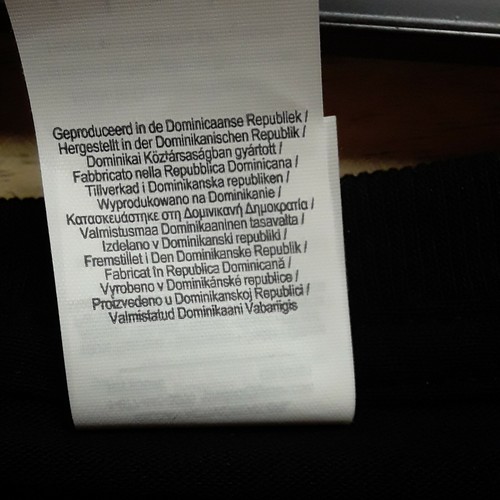 Geproduceerd in de Dominicaanse Republiek /
Hergestellt in der Dominikanischen Republik /
Dominikai Köztársaságban gyártott /
Fabbricato nella Repubblica Dominicana /
Tillverkad i Dominikanska republiken /
Wyprodukowano na Dominikanie /
Κατασκευάστηκε στη Δομινικανή Δημοκρατία /
Valmistusmaa Dominikaaninen tasavalta /
Izdelano v Dominikanski republiki /
Fremstillet i Den Dominikanske Republik /
Fabricat în Republica Dominicană /
Vyrobeno v Dominikánské republice /
Proizvedeno u Dominikanskoj Republici /
Valmistatud Dominikaani Vabariigis